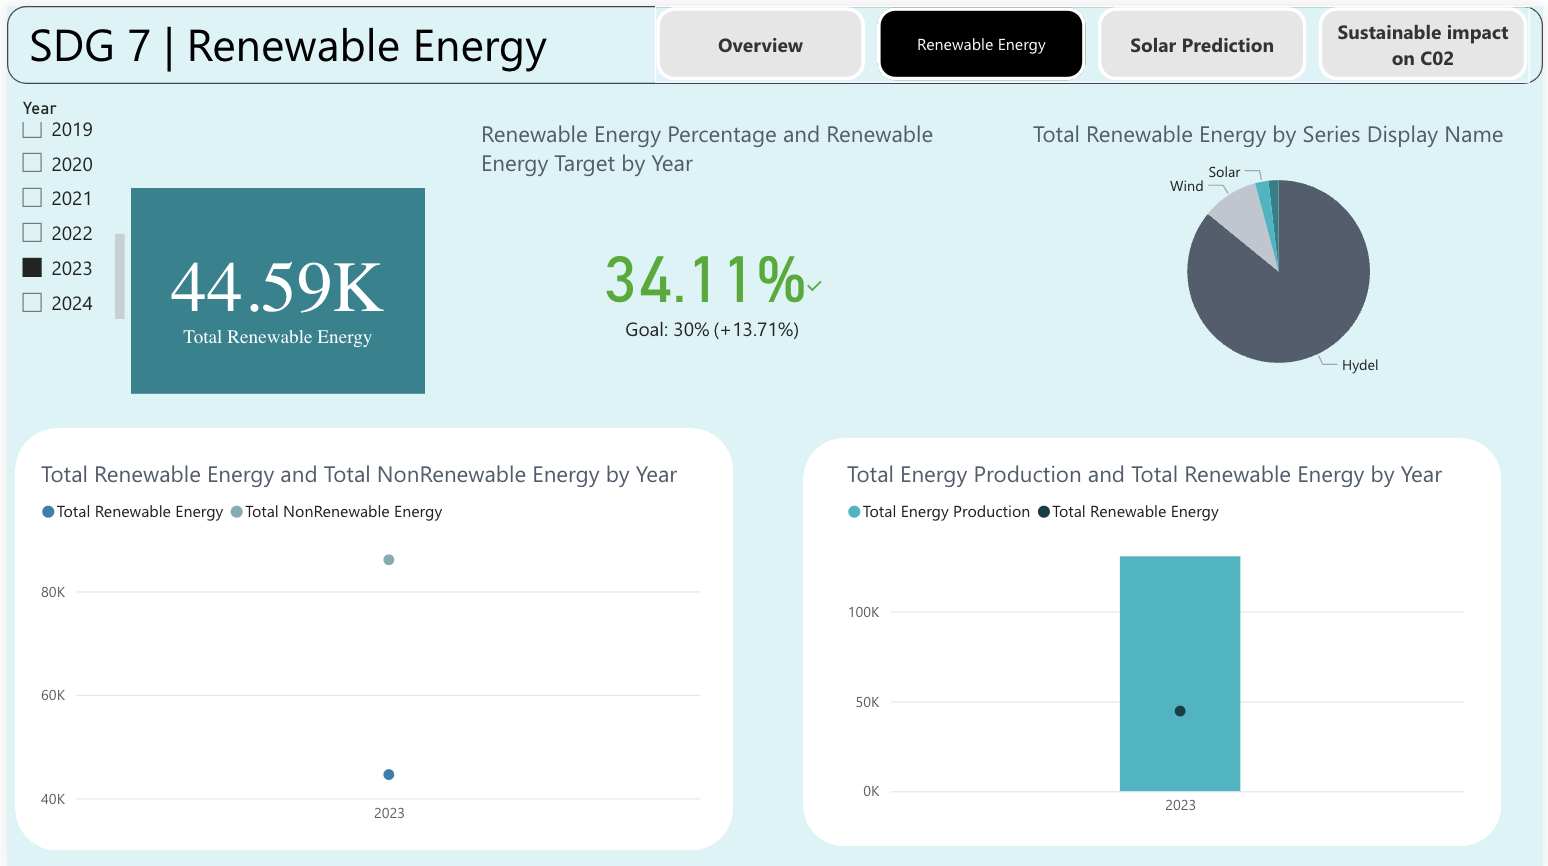 SDG 7 | Renewable Energy
Overview
Renewable Energy
Solar Prediction
Sustainable impact
on C02
Year
2019
2020
2021
2022
2023
2024
44.59K
Total Renewable Energy
Renewable Energy Percentage and Renewable
Energy Target by Year
34.11%
Goal: 30% (+13.71%)
Total Renewable Energy by Series Display Name
Solar
Wind
Hydel
Total Renewable Energy and Total NonRenewable Energy by Year
Total Renewable Energy Total NonRenewable Energy
80K
60K
40K
2023
Total Energy Production and Total Renewable Energy by Year
Total Energy Production Total Renewable Energy
100K
50K
0K
2023